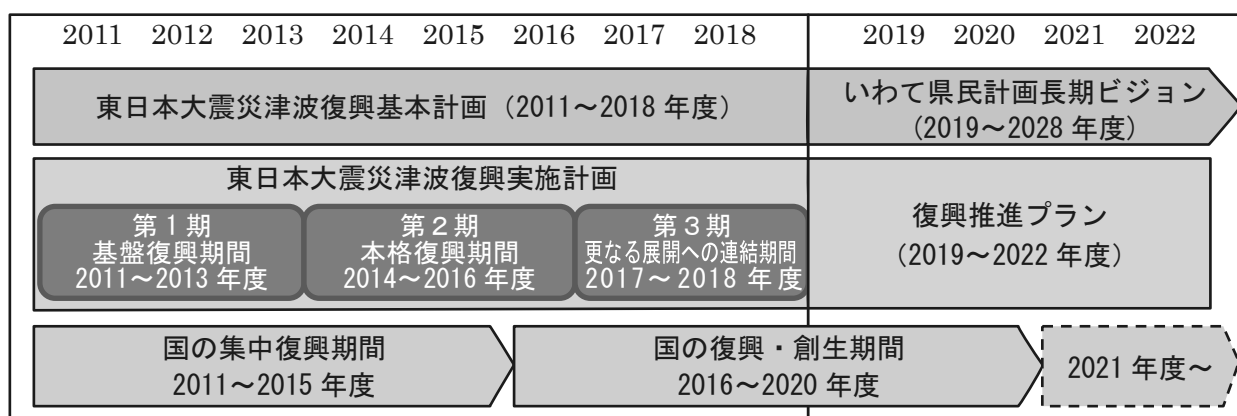 2011 2012 2013 2014 2015 2016 2017 2018 2019 2020 2021 2022
東日本大震災津波復興基本計画（2011～2018 年度）
いわて県民計画長期ビジョン
（2019～2028 年度）
東日本大震災津波復興実施計画
第１期
基盤復興期間
2011～2013 年度
第２期
本格復興期間
2014～2016 年度
第３期
更なる展開への連結期間
2017～2018 年度
復興推進プラン
（2019～2022 年度）
国の集中復興期間
2011～2015 年度
国の復興・創生期間
2016～2020 年度
2021 年度～